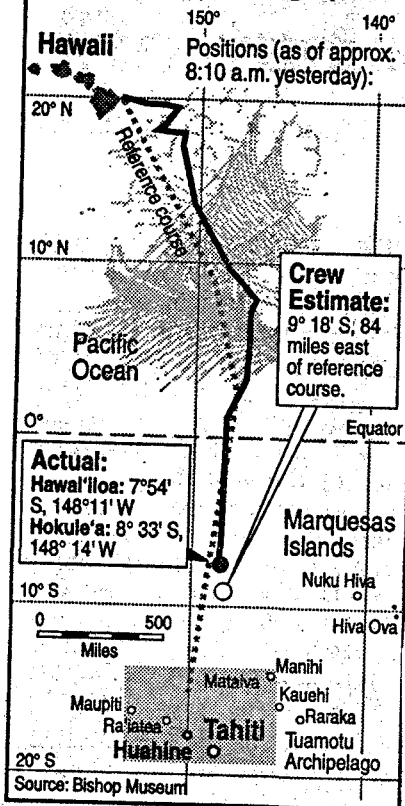 150°
140°
Hawaii
Positions (as of approx.
8:10 a.m. yesterday):
20° N
Reference course
10° N
Crew
Estimate:
9° 18' S, 84
miles east
of reference
course.
Pacific
Ocean
0°
Equator
Actual:
Hawai'iloa: 7°54'
S, 148°11' W
Hokule'a: 8° 33' S,
148° 14' W
Marquesas
Islands
Nuku Hiva
10° S
Hiva Ova
0 500
Miles
Manihi
Mataiva
Kauehi
Maupiti
Raraka
Ra'iatea
Tahiti
Huahine
Tuamotu
Archipelago
20° S
Source: Bishop Museum